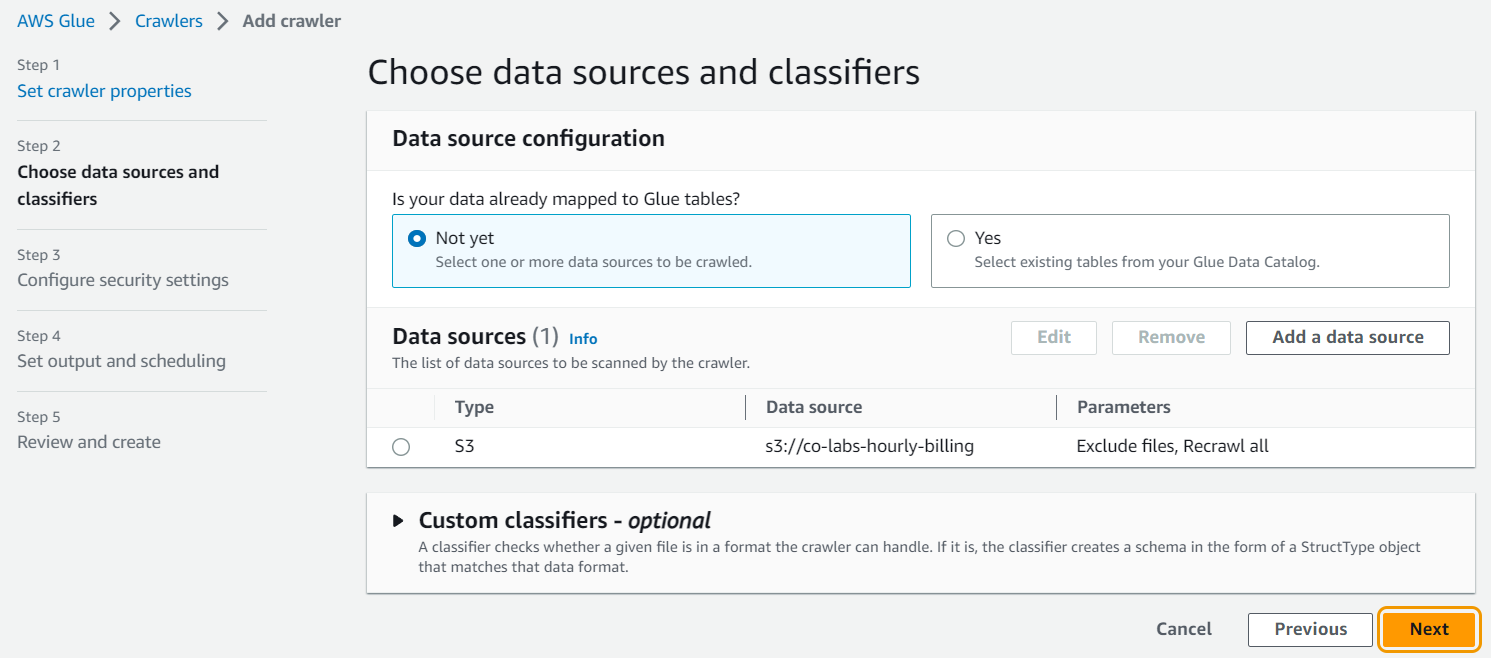 AWS Glue > Crawlers > Add crawler
Step 1
Set crawler properties
Step 2
Choose data sources and
classifiers
Step 3
Configure security settings
Step 4
Set output and scheduling
Step 5
Review and create
Choose data sources and classifiers
Data source configuration
Is your data already mapped to Glue tables?
Not yet
Select one or more data sources to be crawled.
Yes
Select existing tables from your Glue Data Catalog.
Data sources (1) Info
The list of data sources to be scanned by the crawler.
Edit Remove Add a data source
Type Data source Parameters
S3 s3://co-labs-hourly-billing Exclude files, Recrawl all
Custom classifiers - optional
A classifier checks whether a given file is in a format the crawler can handle. If it is, the classifier creates a schema in the form of a StructType object
that matches that data format.
Cancel Previous Next